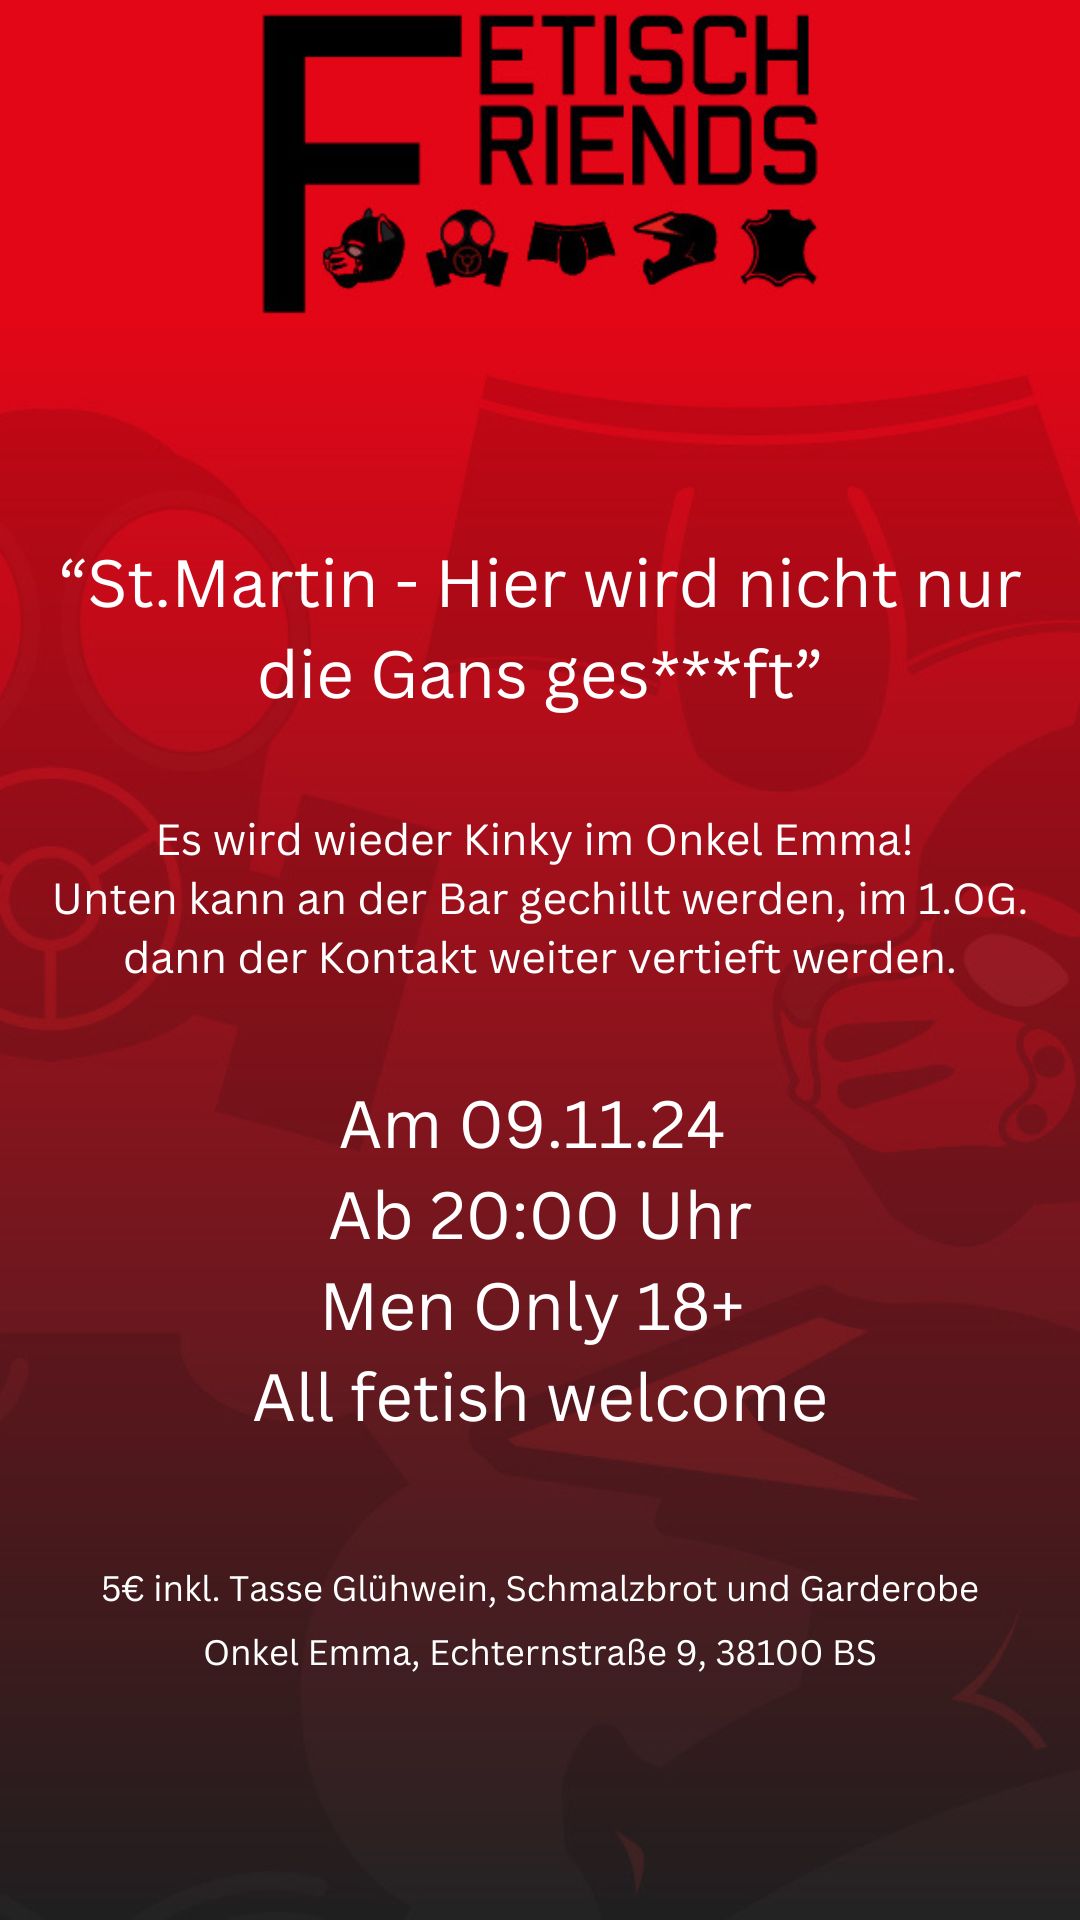 FETISCH
FRIENDS
“St.Martin - Hier wird nicht nur
die Gans ges***ft”
Es wird wieder Kinky im Onkel Emma!
Unten kann an der Bar gechillt werden, im 1.OG.
dann der Kontakt weiter vertieft werden.
Am 09.11.24
Ab 20:00 Uhr
Men Only 18+
All fetish welcome
5€ inkl. Tasse Glühwein, Schmalzbrot und Garderobe
Onkel Emma, Echternstraße 9, 38100 BS